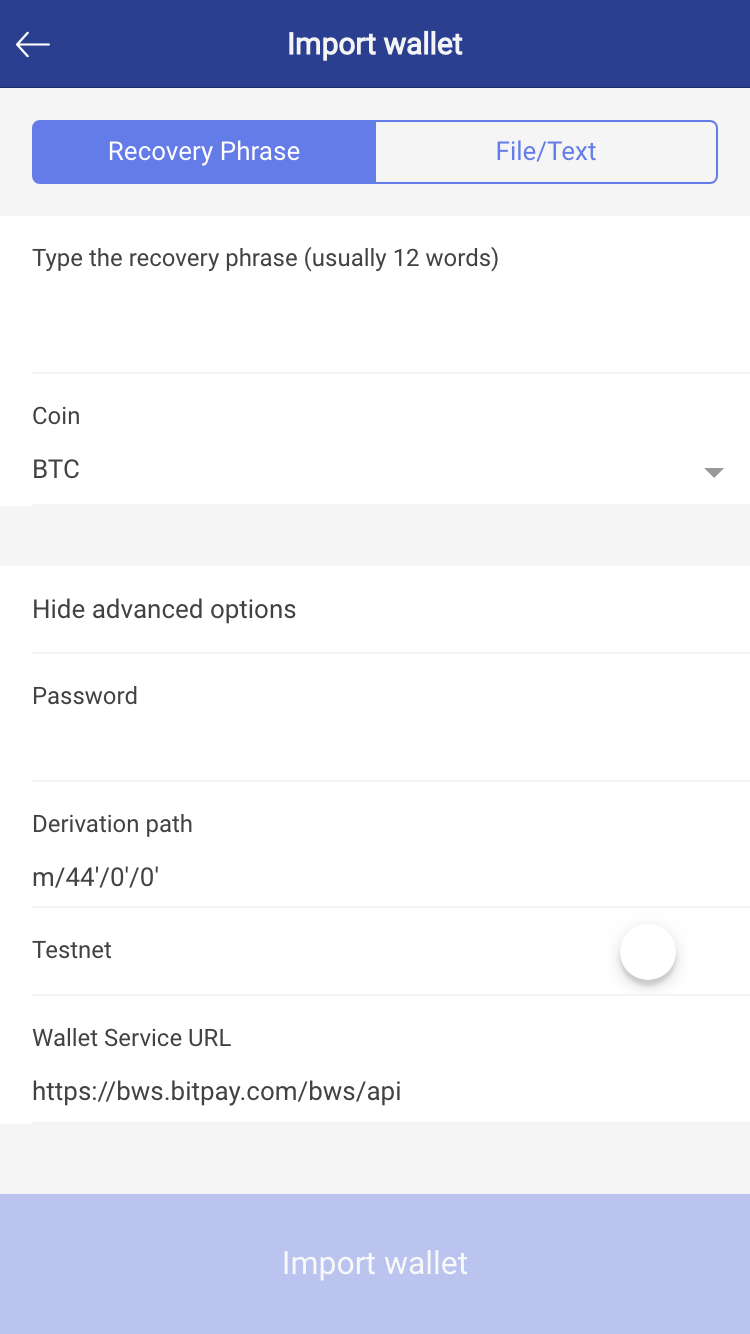 Import wallet
Recovery Phrase
File/Text
Type the recovery phrase (usually 12 words)
Coin
BTC
Hide advanced options
Password
Derivation path
m/44'/0'/0'
Testnet
Wallet Service URL
https://bws.bitpay.com/bws/api
Import wallet